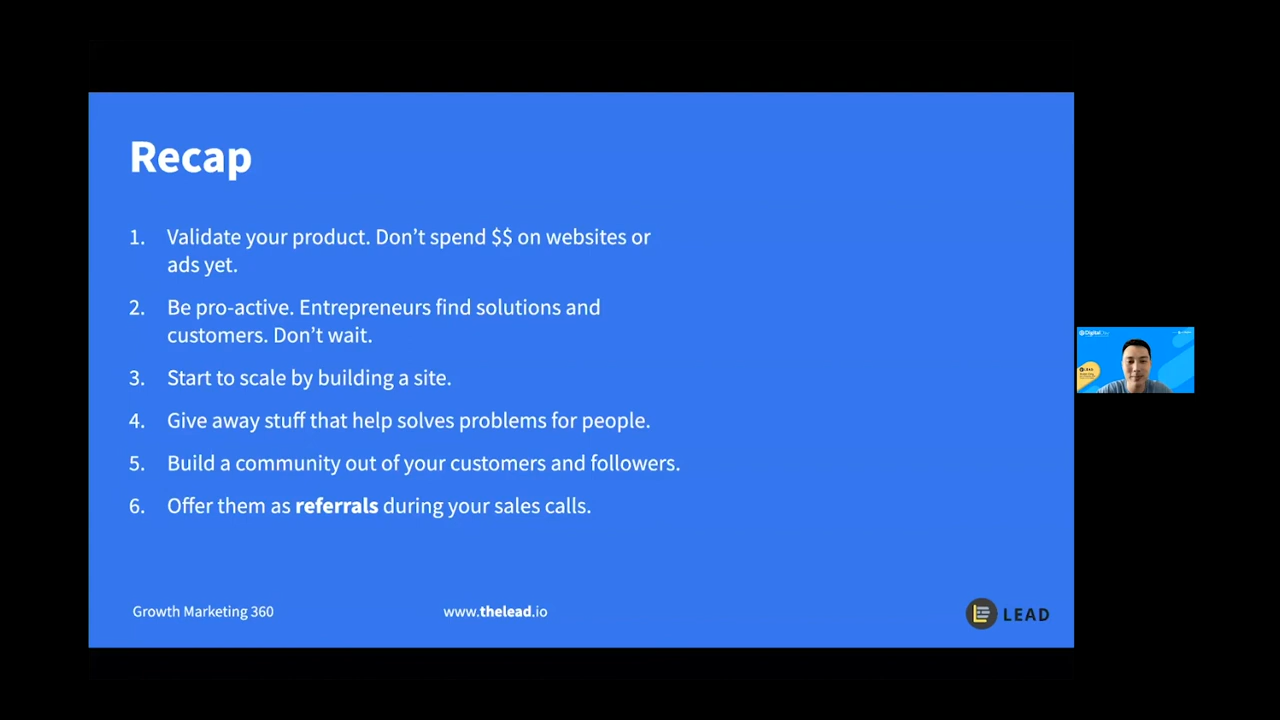 Recap
1. Validate your product. Don’t spend $$ on websites or
ads yet.
2. Be pro-active. Entrepreneurs find solutions and
customers. Don’t wait.
3. Start to scale by building a site.
4. Give away stuff that help solves problems for people.
5. Build a community out of your customers and followers.
6. Offer them as referrals during your sales calls.
Growth Marketing 360
www.thelead.io
LEAD
Digital
LEAD